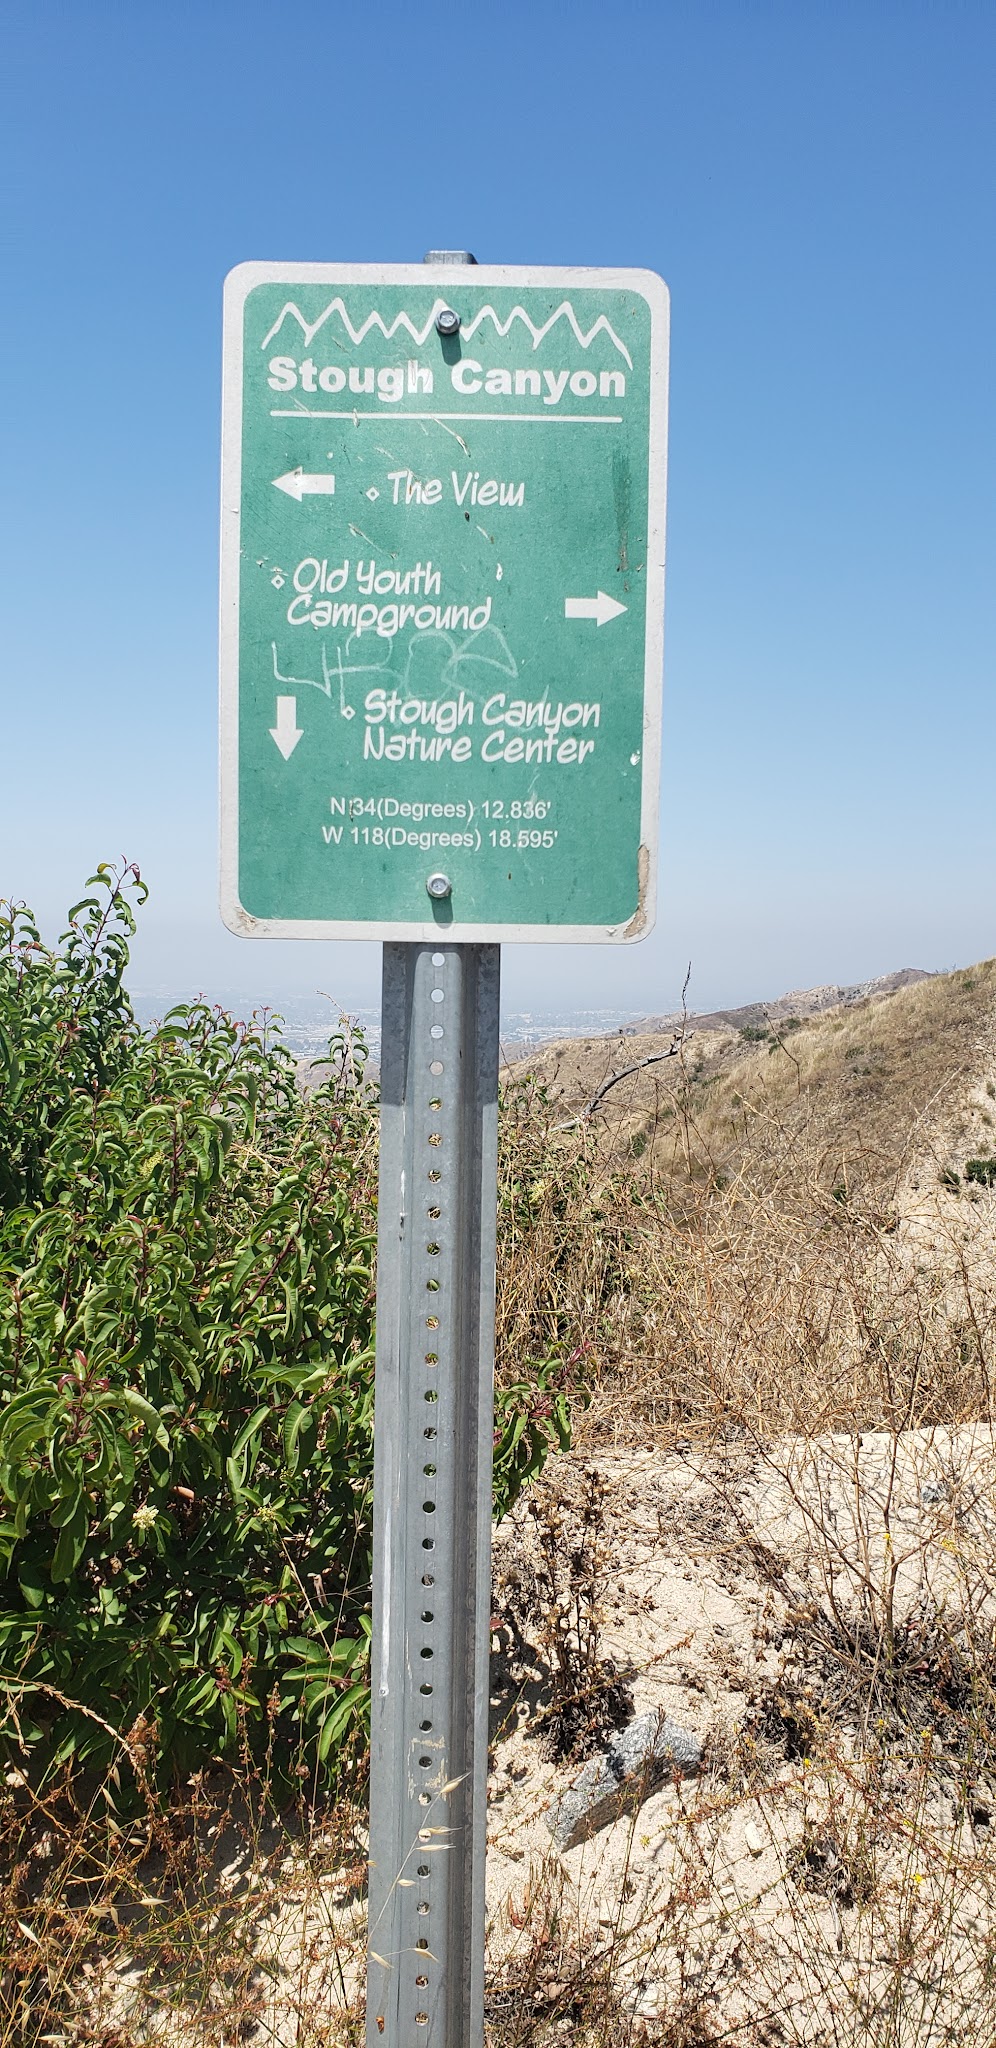 Stough Canyon
The View
Old Youth
Campground
Stough Canyon
Nature Center
N 34(Degrees) 12.836'
W 118(Degrees) 18.595'